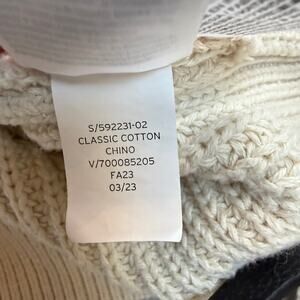 S/592231-02
CLASSIC COTTON
CHINO
V/700085205
FA23
03/23